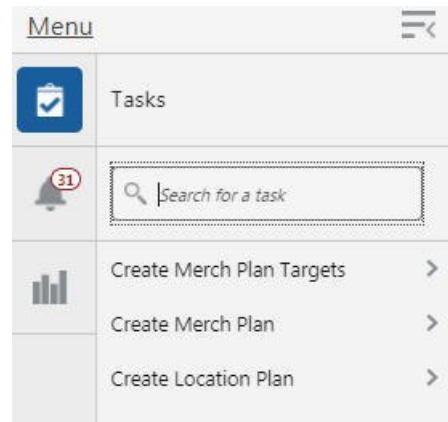 Menu
Tasks
31
Search for a task
Create Merch Plan Targets
Create Merch Plan
Create Location Plan